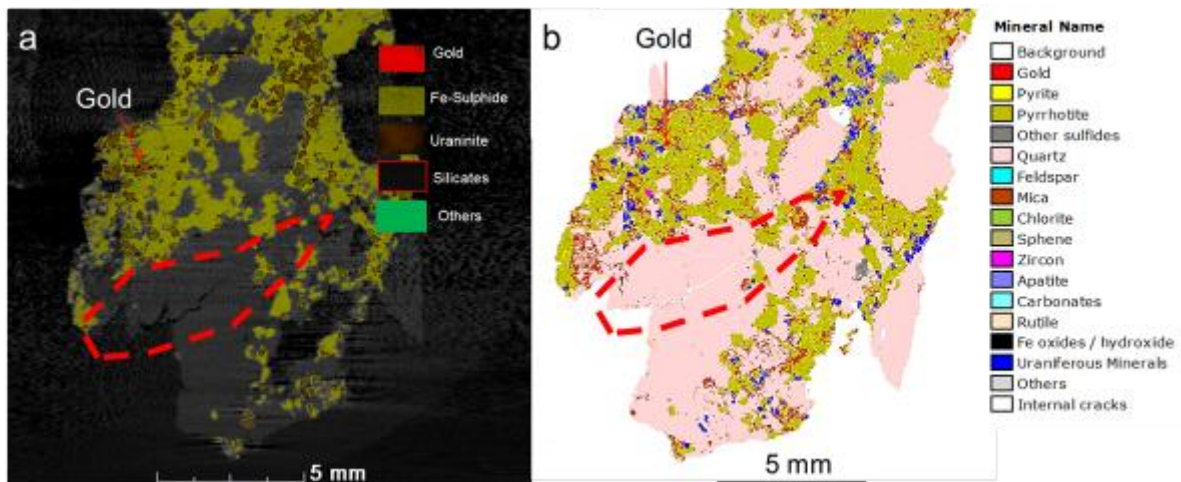 a
Gold
Gold
Fe-Sulphide
Uraninite
Silicates
Others
5 mm
b
Gold
5 mm
Mineral Name
Background
Gold
Pyrite
Pyrrhotite
Other sulfides
Quartz
Feldspar
Mica
Chlorite
Sphene
Zircon
Apatite
Carbonates
Rutile
Fe oxides / hydroxide
Uraniferous Minerals
Others
Internal cracks